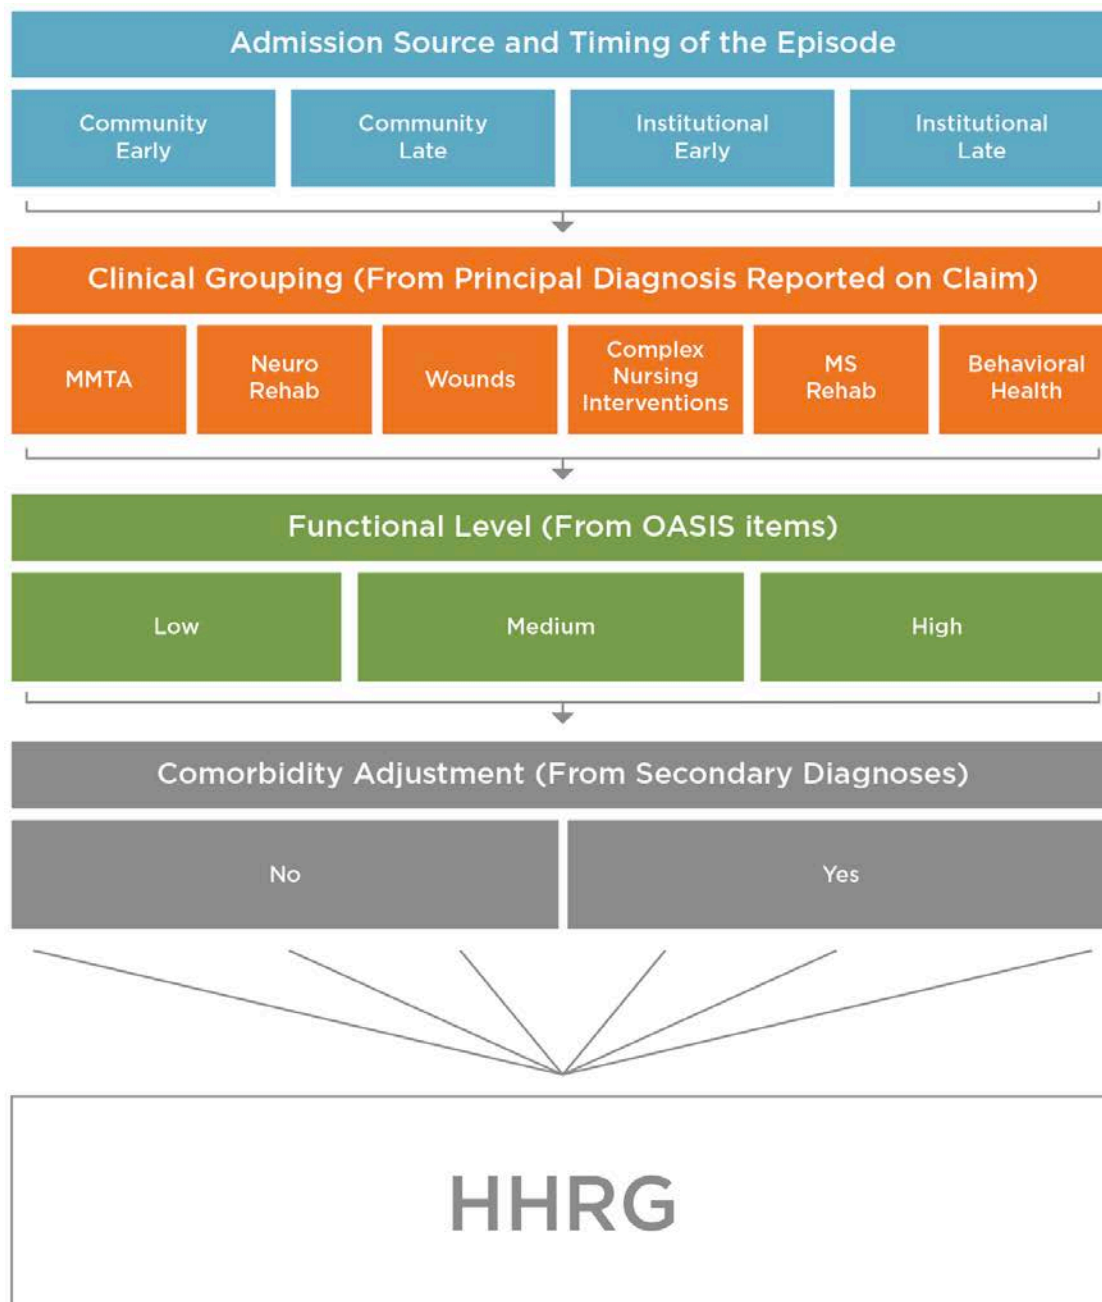 Admission Source and Timing of the Episode
Community
Early
Community
Late
Institutional
Early
Institutional
Late
Clinical Grouping (From Principal Diagnosis Reported on Claim)
MMTA
Neuro
Rehab
Wounds
Complex
Nursing
Interventions
MS
Rehab
Behavioral
Health
Functional Level (From OASIS items)
Low
Medium
High
Comorbidity Adjustment (From Secondary Diagnoses)
No
Yes
HHRG